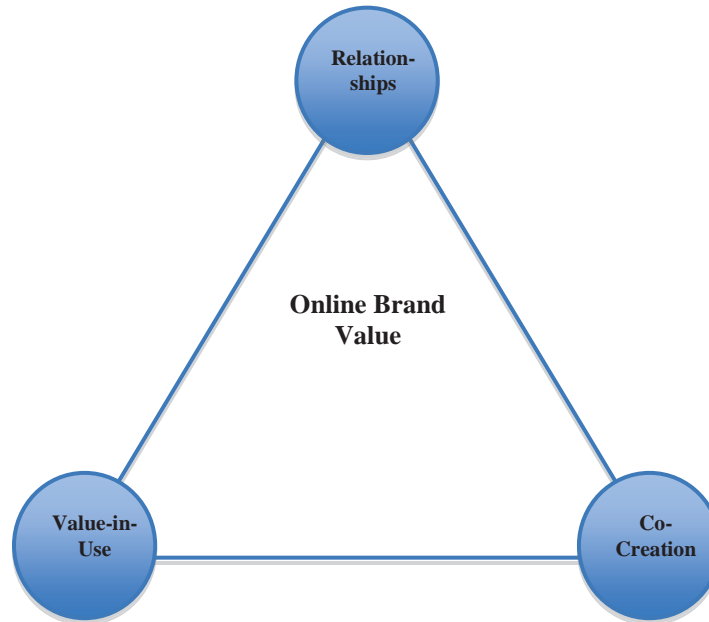 Relation-
ships
Online Brand
Value
Value-in-
Use
Co-
Creation